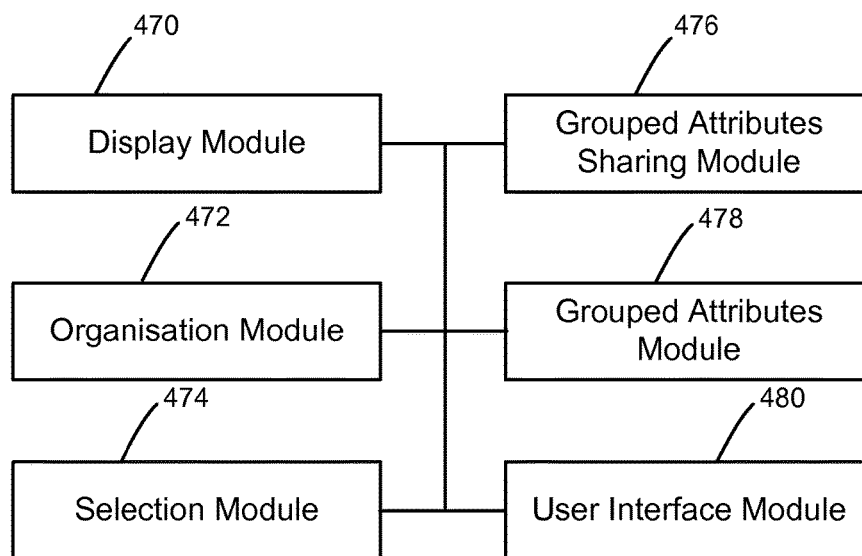 470
476
Display Module
Grouped Attributes
Sharing Module
472
478
Organisation Module
Grouped Attributes
Module
474
480
Selection Module
User Interface Module